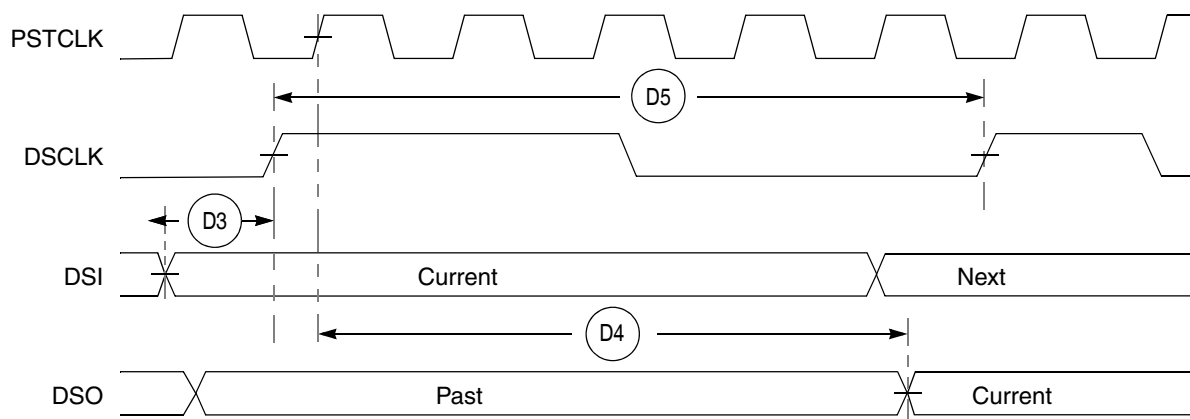 PSTCLK
D5
DSCLK
D3
DSI Current Next
D4
DSO Past Current